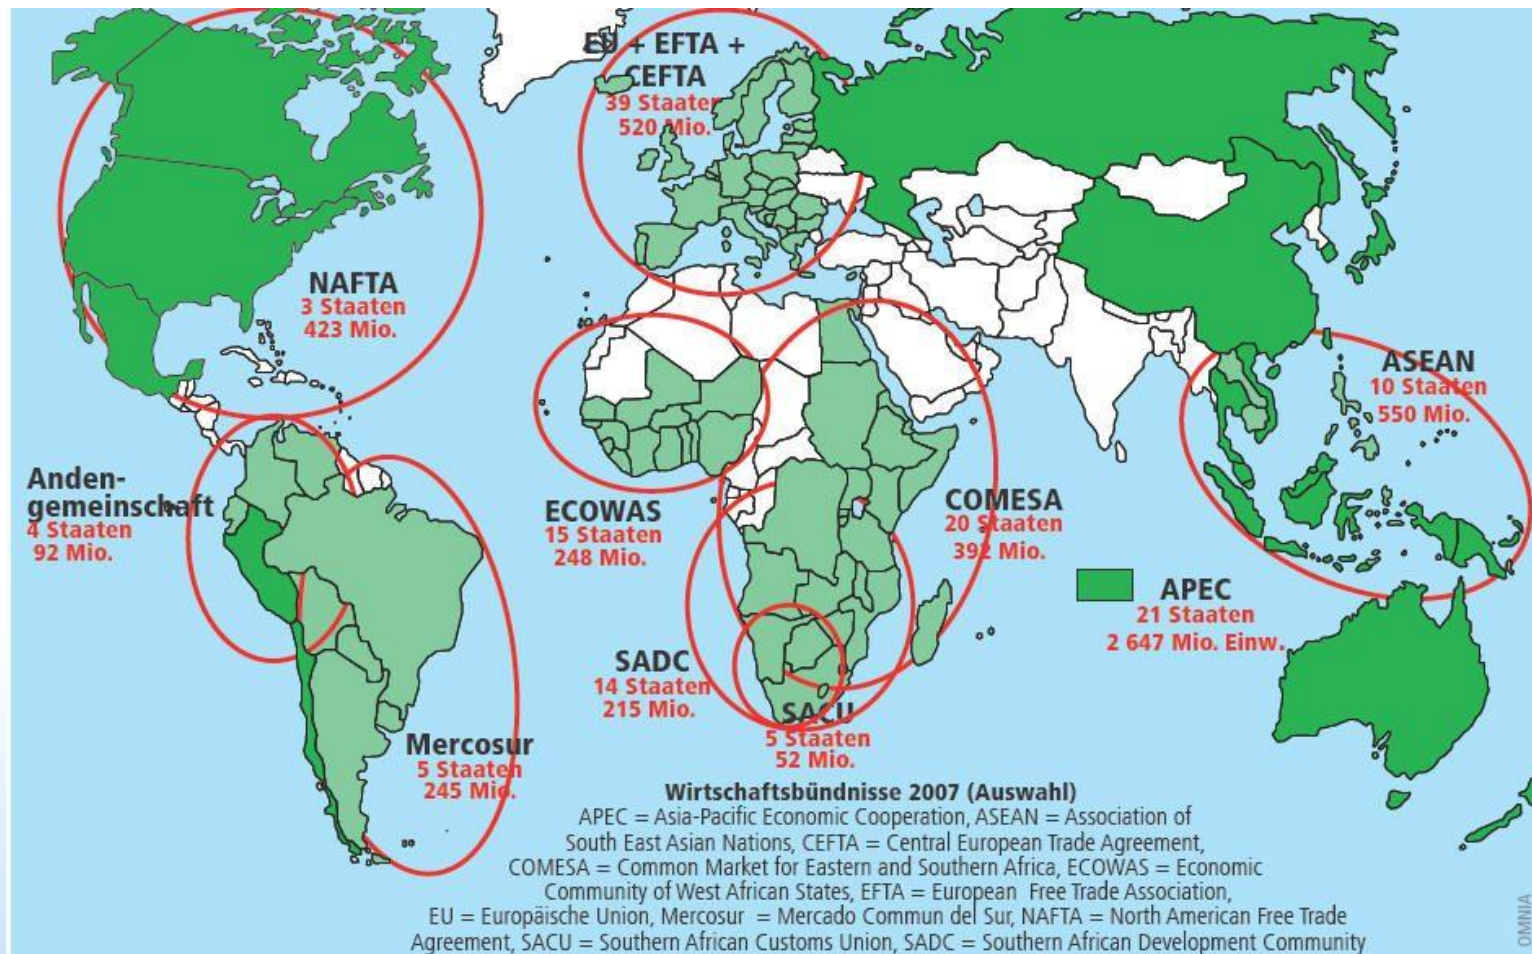 EU + EFTA +
CEFTA
39 Staaten
520 Mio.
NAFTA
3 Staaten
423 Mio.
ASEAN
10 Staaten
550 Mio.
Anden-
gemeinschaft
4 Staaten
92 Mio.
ECOWAS
15 Staaten
248 Mio.
COMESA
20 Staaten
392 Mio.
APEC
21 Staaten
2 647 Mio. Einw.
SADC
14 Staaten
215 Mio.
SACU
5 Staaten
52 Mio.
Mercosur
5 Staaten
245 Mio.
Wirtschaftsbündnisse 2007 (Auswahl)
APEC = Asia-Pacific Economic Cooperation, ASEAN = Association of
South East Asian Nations, CEFTA = Central European Trade Agreement,
COMESA = Common Market for Eastern and Southern Africa, ECOWAS = Economic
Community of West African States, EFTA = European Free Trade Association,
EU = Europäische Union, Mercosur = Mercado Commun del Sur, NAFTA = North American Free Trade
Agreement, SACU = Southern African Customs Union, SADC = Southern African Development Community
OMNIA